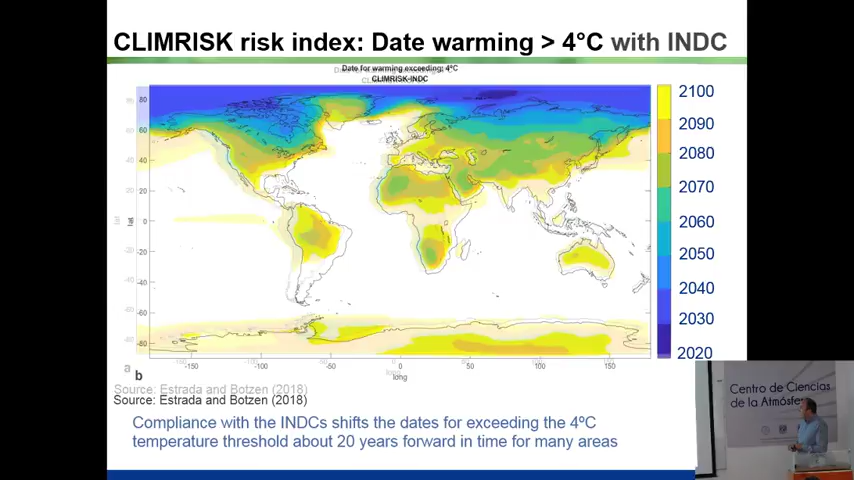 CLIMRISK risk index: Date warming > 4°C with INDC
Date for warming exceeding: 4ºC
CLIMRISK-INDC
80
60
40
20
0
-20
-40
-60
-80
lat
-150
-100
-50
0
50
100
150
long
a
b
2100
2090
2080
2070
2060
2050
2040
2030
2020
Source: Estrada and Botzen (2018)
Source: Estrada and Botzen (2018)
Compliance with the INDCs shifts the dates for exceeding the 4ºC
temperature threshold about 20 years forward in time for many areas
Centro de Ciencias
de la Atmósfe